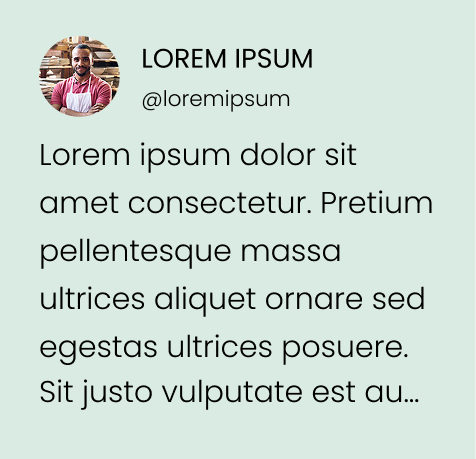 LOREM IPSUM
@loremipsum
Lorem ipsum dolor sit
amet consectetur. Pretium
pellentesque massa
ultrices aliquet ornare sed
egestas ultrices posuere.
Sit justo vulputate est au...